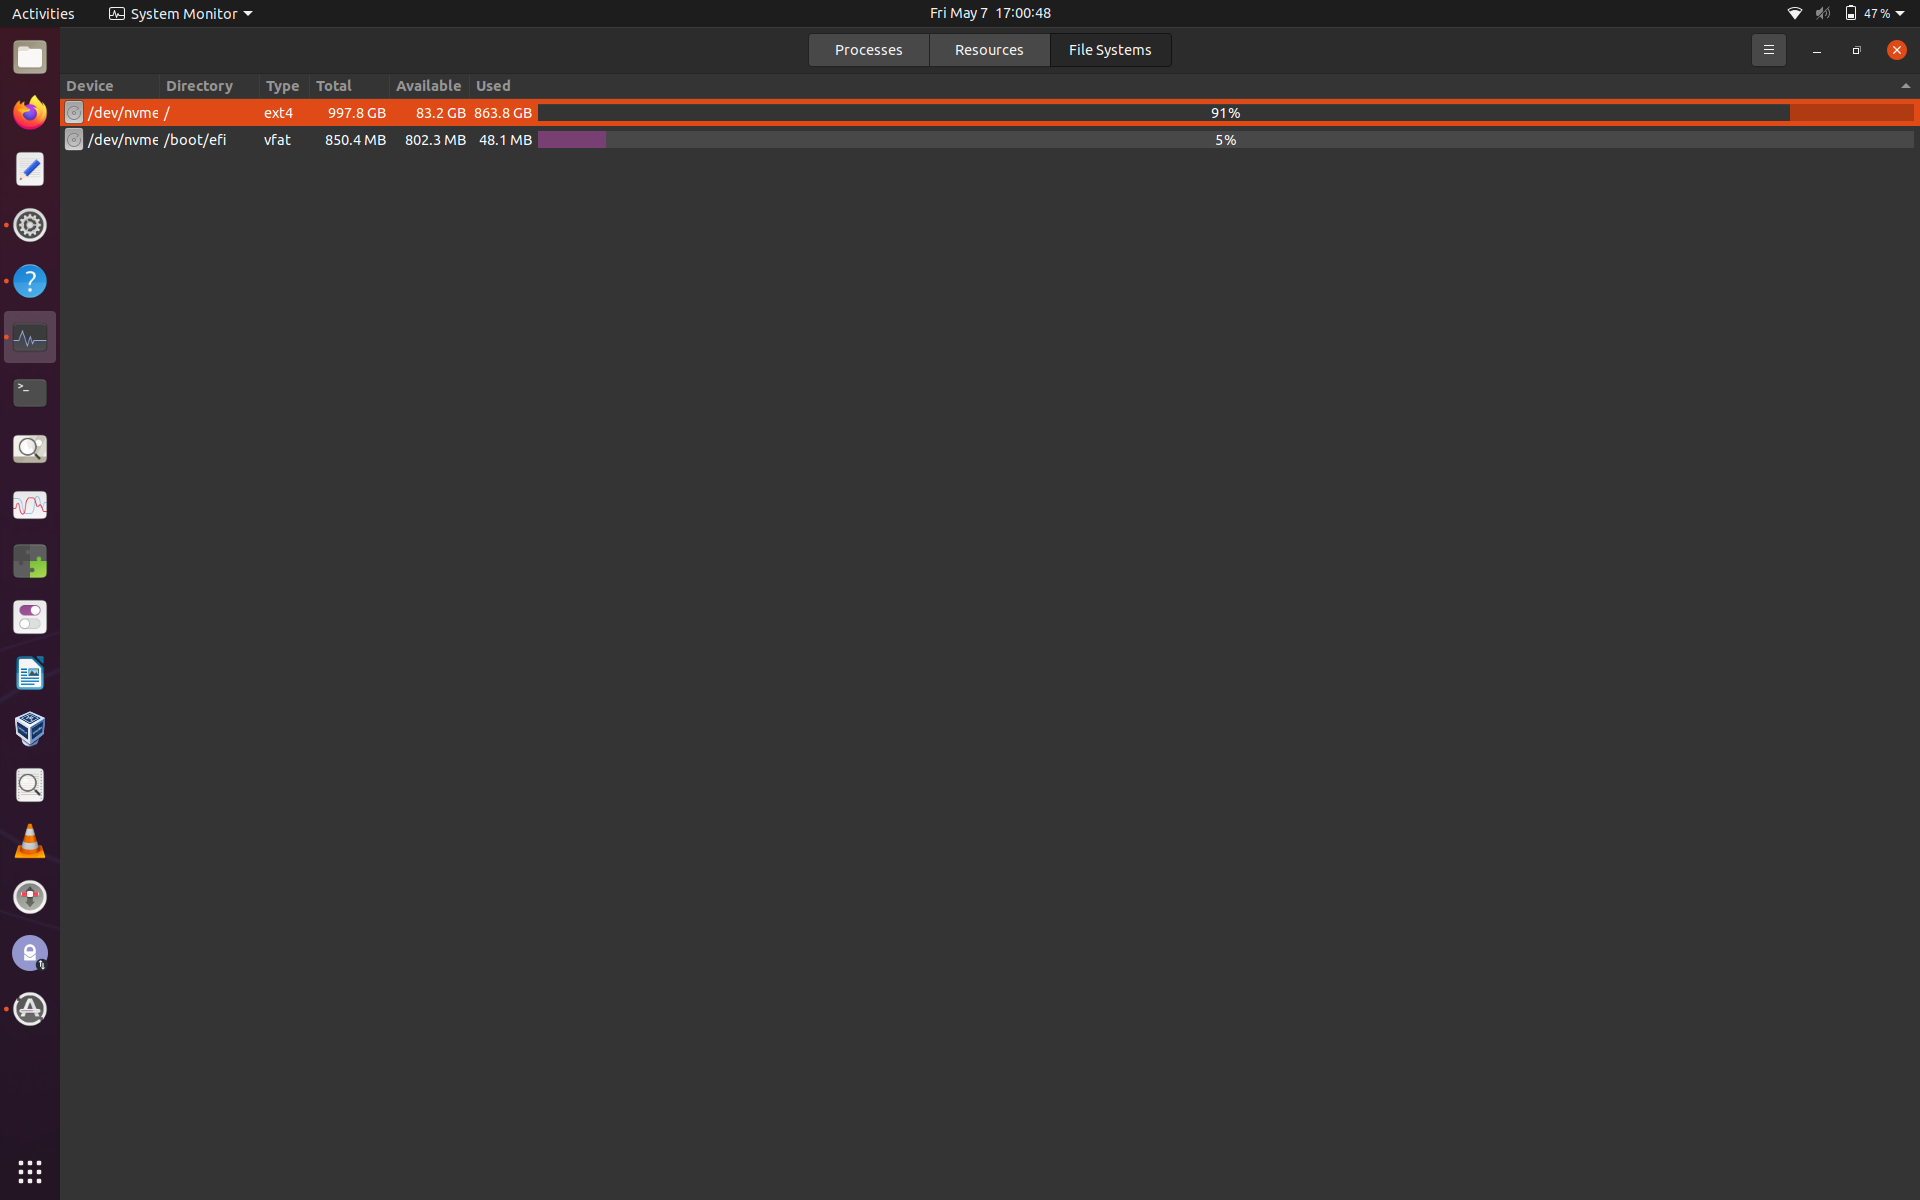 Activities System Monitor Fri May 7 17:00:48 47 %
Processes Resources File Systems
Device Directory Type Total Available Used
/dev/nvme / ext4 997.8 GB 83.2 GB 863.8 GB 91%
/dev/nvme /boot/efi vfat 850.4 MB 802.3 MB 48.1 MB 5%